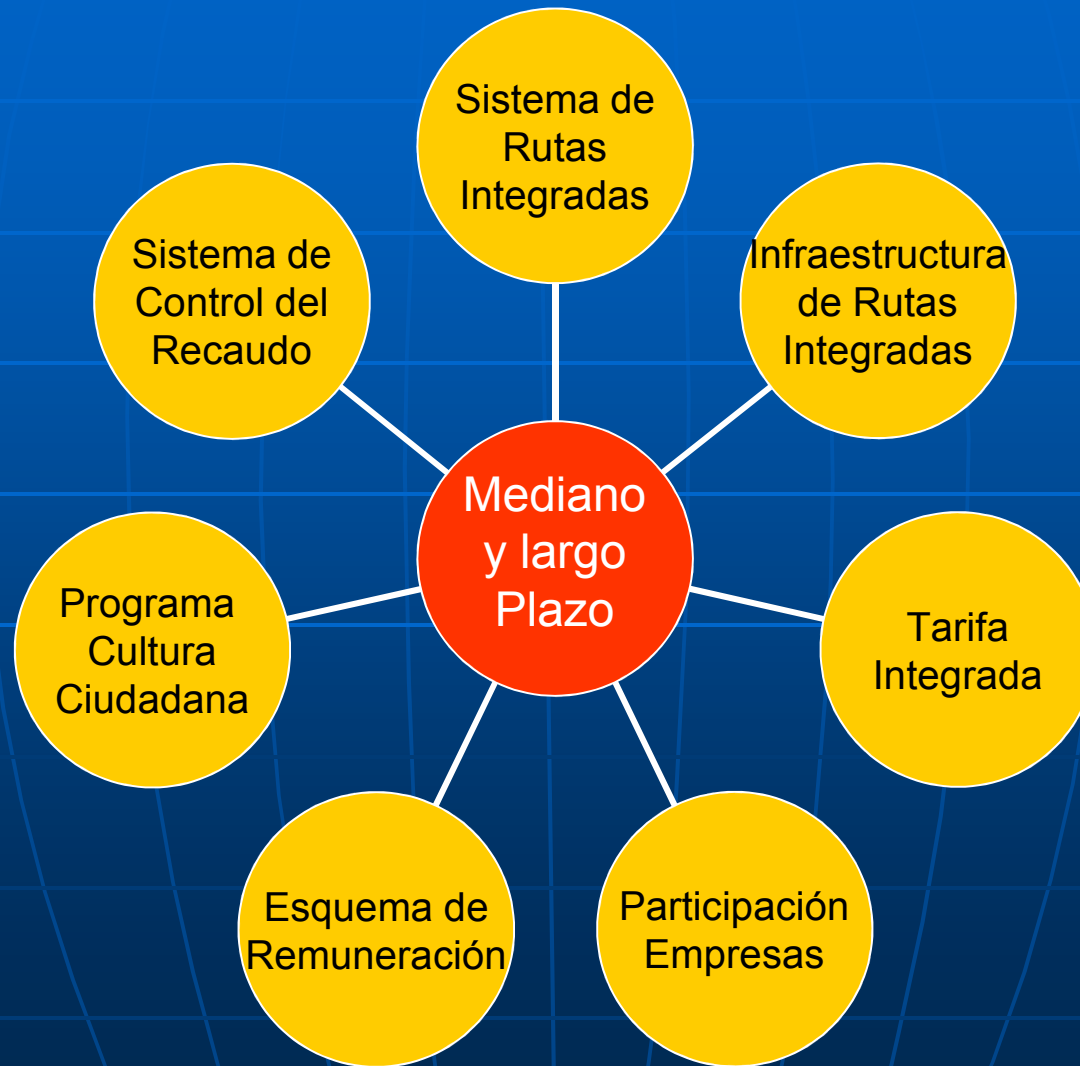 Sistema de
Rutas
Integradas
Infraestructura
de Rutas
Integradas
Tarifa
Integrada
Participación
Empresas
Esquema de
Remuneración
Programa
Cultura
Ciudadana
Sistema de
Control del
Recaudo
Mediano
y largo
Plazo